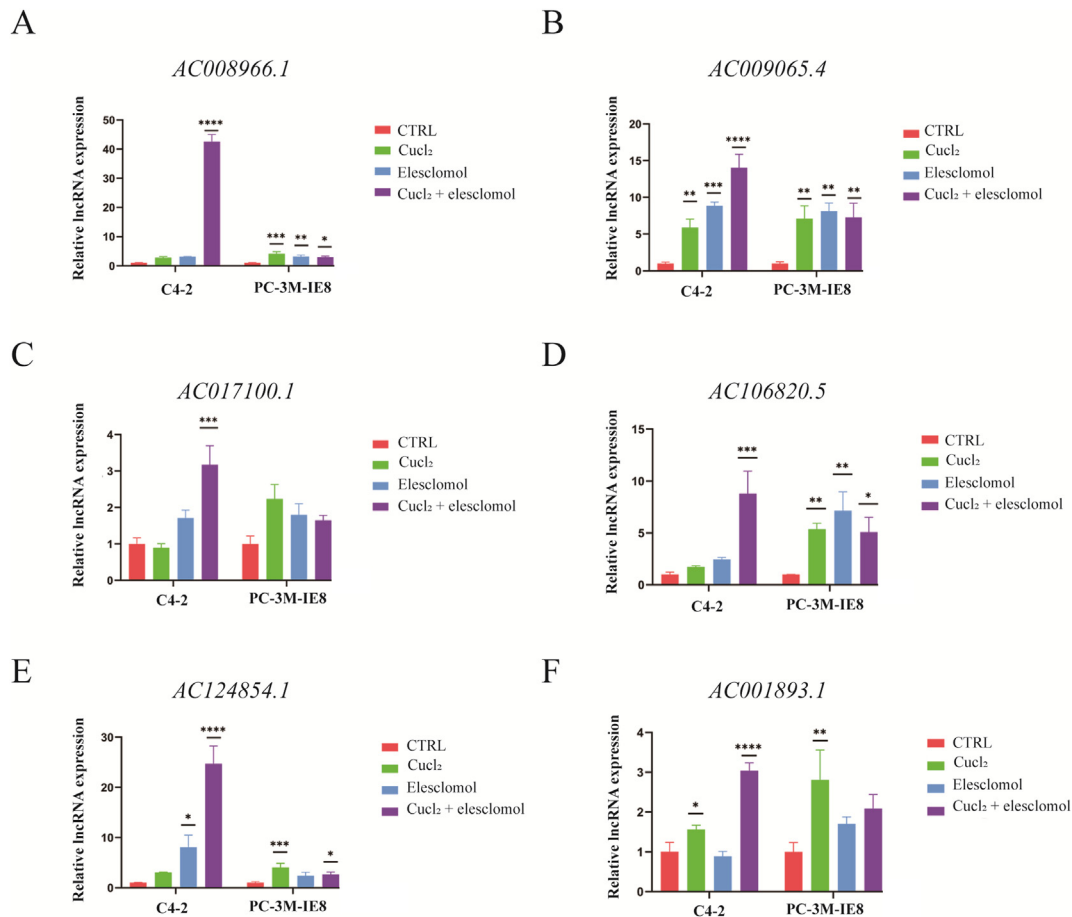 A
AC008966.1
Relative lncRNA expression
50
40
30
20
10
0
****
***
**
*
C4-2
PC-3M-IE8
CTRL
Cucl₂
Elesclomol
Cucl₂ + elesclomol
B
AC009065.4
Relative lncRNA expression
20
15
10
5
0
**
***
****
**
**
**
C4-2
PC-3M-IE8
CTRL
Cucl₂
Elesclomol
Cucl₂ + elesclomol
C
AC017100.1
Relative lncRNA expression
4
3
2
1
0
***
C4-2
PC-3M-IE8
CTRL
Cucl₂
Elesclomol
Cucl₂ + elesclomol
D
AC106820.5
Relative lncRNA expression
15
10
5
0
***
**
**
*
C4-2
PC-3M-IE8
CTRL
Cucl₂
Elesclomol
Cucl₂ + elesclomol
E
AC124854.1
Relative lncRNA expression
30
20
10
0
*
****
***
*
C4-2
PC-3M-IE8
CTRL
Cucl₂
Elesclomol
Cucl₂ + elesclomol
F
AC001893.1
Relative lncRNA expression
4
3
2
1
0
*
****
**
C4-2
PC-3M-IE8
CTRL
Cucl₂
Elesclomol
Cucl₂ + elesclomol